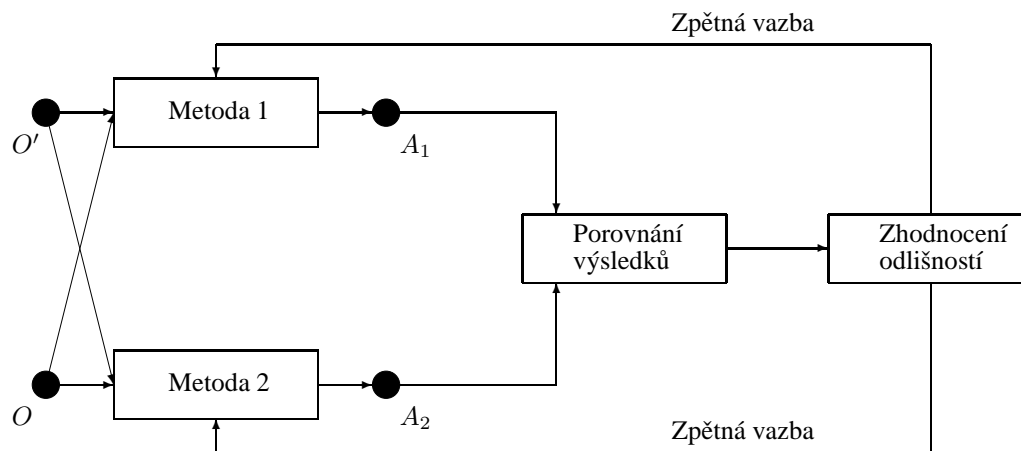 Zpětná vazba
Metoda 1
O′
A₁
Porovnání
výsledků
Zhodnocení
odlišností
Metoda 2
O
A₂
Zpětná vazba